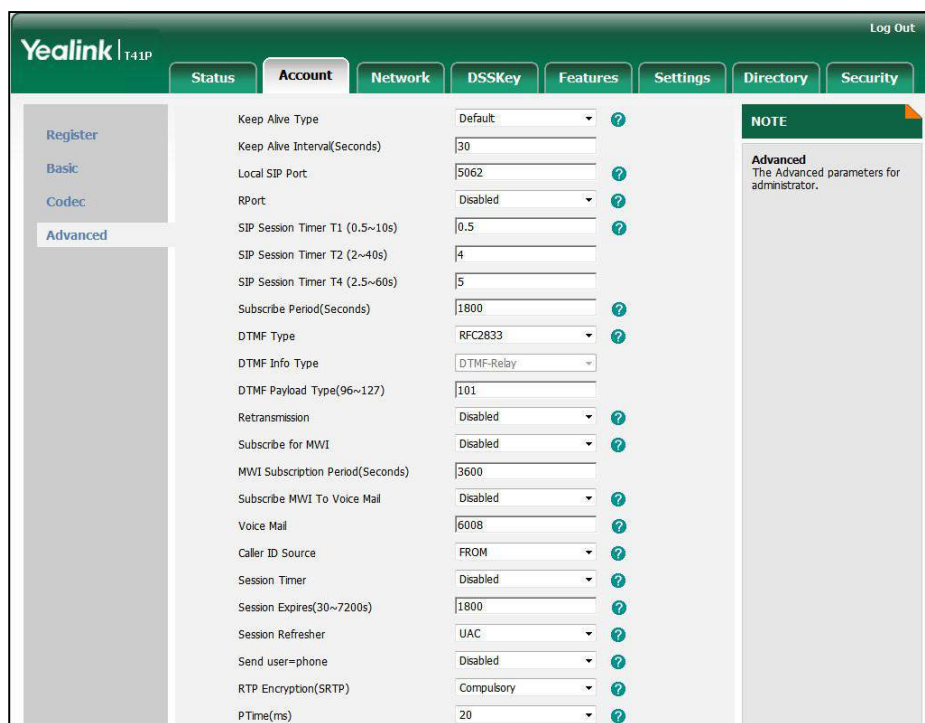 Log Out
Yealink | T41P
Status Account Network DSSKey Features Settings Directory Security
Register
Basic
Codec
Advanced
Keep Alive Type Default ?
Keep Alive Interval(Seconds) 30
Local SIP Port 5062 ?
RPort Disabled ?
SIP Session Timer T1 (0.5~10s) 0.5 ?
SIP Session Timer T2 (2~40s) 4
SIP Session Timer T4 (2.5~60s) 5
Subscribe Period(Seconds) 1800 ?
DTMF Type RFC2833 ?
DTMF Info Type DTMF-Relay
DTMF Payload Type(96~127) 101
Retransmission Disabled ?
Subscribe for MWI Disabled ?
MWI Subscription Period(Seconds) 3600
Subscribe MWI To Voice Mail Disabled ?
Voice Mail 6008 ?
Caller ID Source FROM ?
Session Timer Disabled ?
Session Expires(30~7200s) 1800 ?
Session Refresher UAC ?
Send user=phone Disabled ?
RTP Encryption(SRTP) Compulsory ?
PTime(ms) 20 ?
NOTE
Advanced
The Advanced parameters for
administrator.